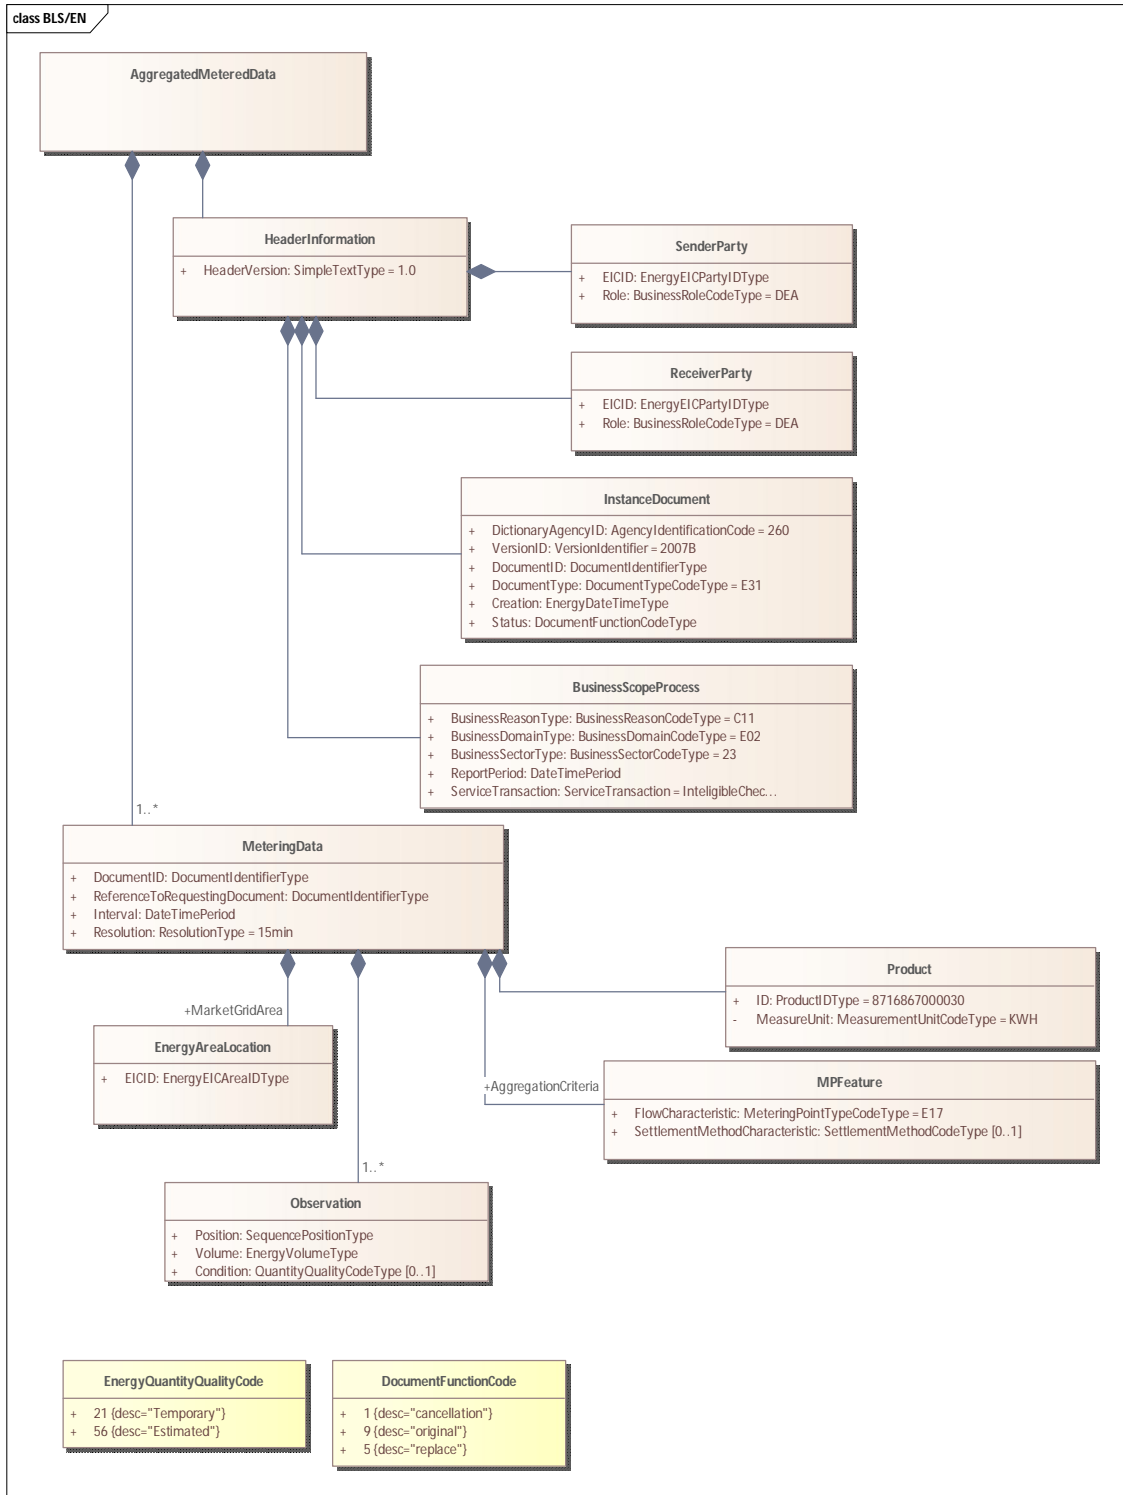 class BLS/EN
AggregatedMeteredData
HeaderInformation
+ HeaderVersion: SimpleTextType = 1.0
SenderParty
+ EICID: EnergyEICPartyIDType
+ Role: BusinessRoleCodeType = DEA
ReceiverParty
+ EICID: EnergyEICPartyIDType
+ Role: BusinessRoleCodeType = DEA
InstanceDocument
+ DictionaryAgencyID: AgencyIdentificationCode = 260
+ VersionID: VersionIdentifier = 2007B
+ DocumentID: DocumentIdentifierType
+ DocumentType: DocumentTypeCodeType = E31
+ Creation: EnergyDateTimeType
+ Status: DocumentFunctionCodeType
BusinessScopeProcess
+ BusinessReasonType: BusinessReasonCodeType = C11
+ BusinessDomainType: BusinessDomainCodeType = E02
+ BusinessSectorType: BusinessSectorCodeType = 23
+ ReportPeriod: DateTimePeriod
+ ServiceTransaction: ServiceTransaction = InteligibleChec...
1..*
MeteringData
+ DocumentID: DocumentIdentifierType
+ ReferenceToRequestingDocument: DocumentIdentifierType
+ Interval: DateTimePeriod
+ Resolution: ResolutionType = 15min
Product
+ ID: ProductIDType = 8716867000030
- MeasureUnit: MeasurementUnitCodeType = KWH
+MarketGridArea
EnergyAreaLocation
+ EICID: EnergyEICAreaIDType
+AggregationCriteria
MPFeature
+ FlowCharacteristic: MeteringPointTypeCodeType = E17
+ SettlementMethodCharacteristic: SettlementMethodCodeType [0..1]
1..*
Observation
+ Position: SequencePositionType
+ Volume: EnergyVolumeType
+ Condition: QuantityQualityCodeType [0..1]
EnergyQuantityQualityCode
+ 21 {desc="Temporary"}
+ 56 {desc="Estimated"}
DocumentFunctionCode
+ 1 {desc="cancellation"}
+ 9 {desc="original"}
+ 5 {desc="replace"}